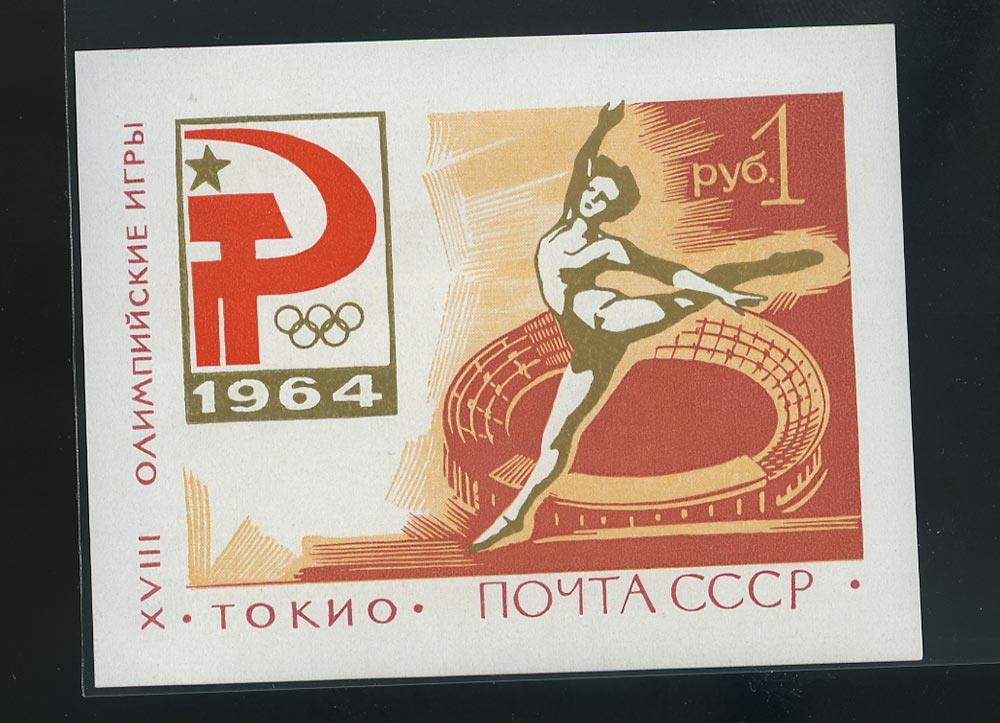 XVIII ОЛИМПИЙСКИЕ ИГРЫ
1964
руб. 1
• ТОКИО • ПОЧТА СССР •